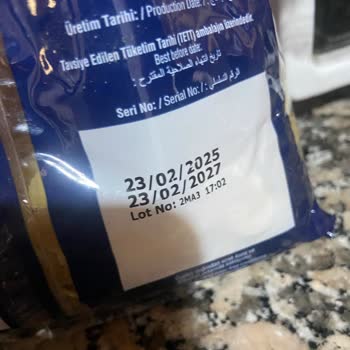 Üretim Tarihi: / Production Date: /
Tavsiye Edilen Tüketim Tarihi (TETT) ambalajın üzerindedir.
Best before date:
تاريخ انتهاء الصلاحية المقترح :
الرقم التسلسلي :
Seri No: / Serial No: /
23/02/2025
23/02/2027
Lot No: 2MA3 17:02